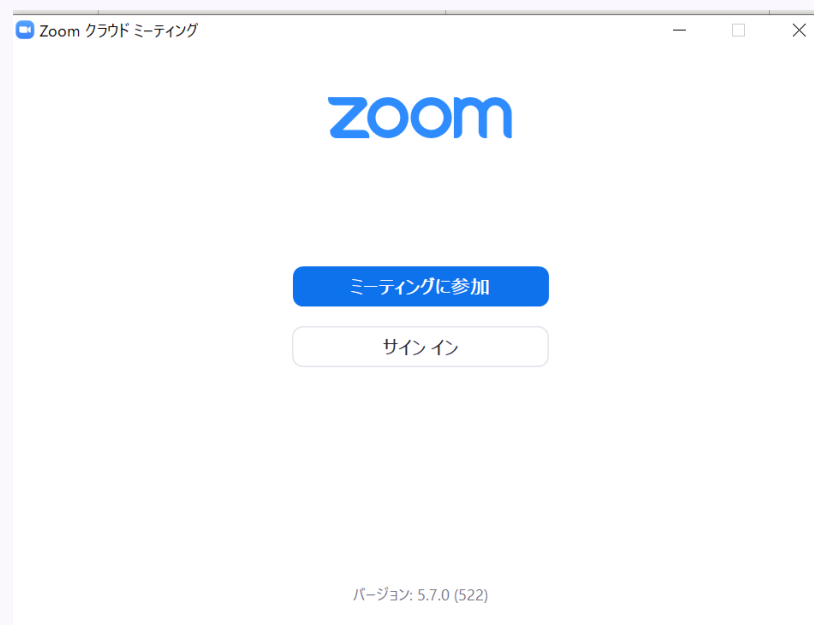 Zoom クラウド ミーティング
zoom
ミーティングに参加
サイン イン
バージョン: 5.7.0 (522)